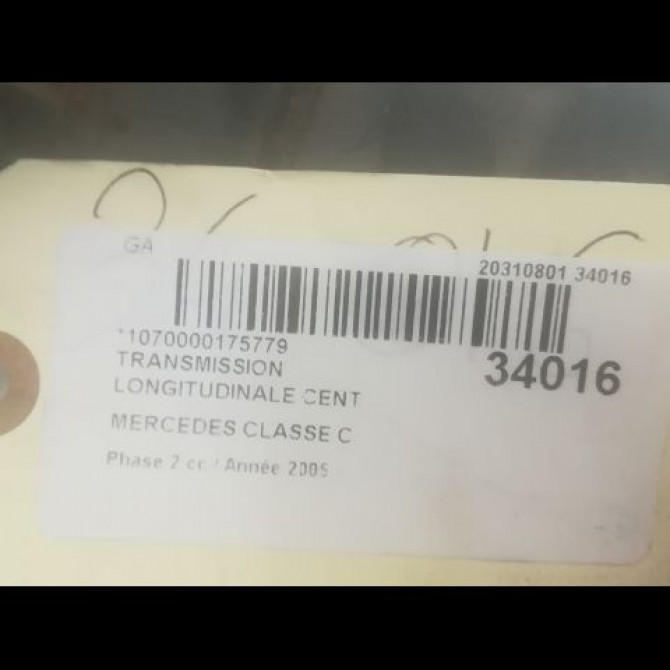 GA
20310801 34016
*1070000175779
34016
TRANSMISSION
LONGITUDINALE CENT
MERCEDES CLASSE C
Phase 2 cc / Année 2005